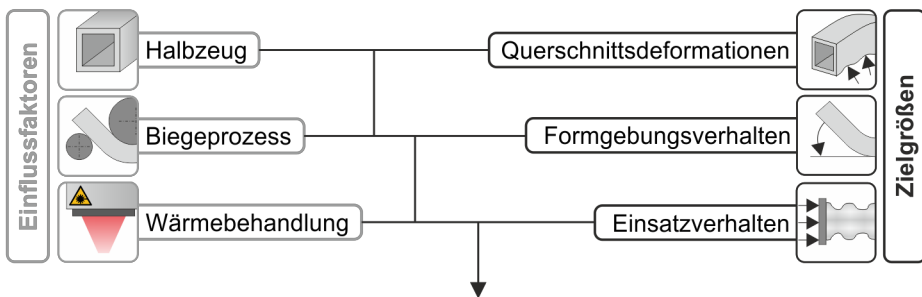 Einflussfaktoren
Halbzeug
Querschnittsdeformationen
Biegeprozess
Formgebungsverhalten
Wärmebehandlung
Einsatzverhalten
Zielgrößen